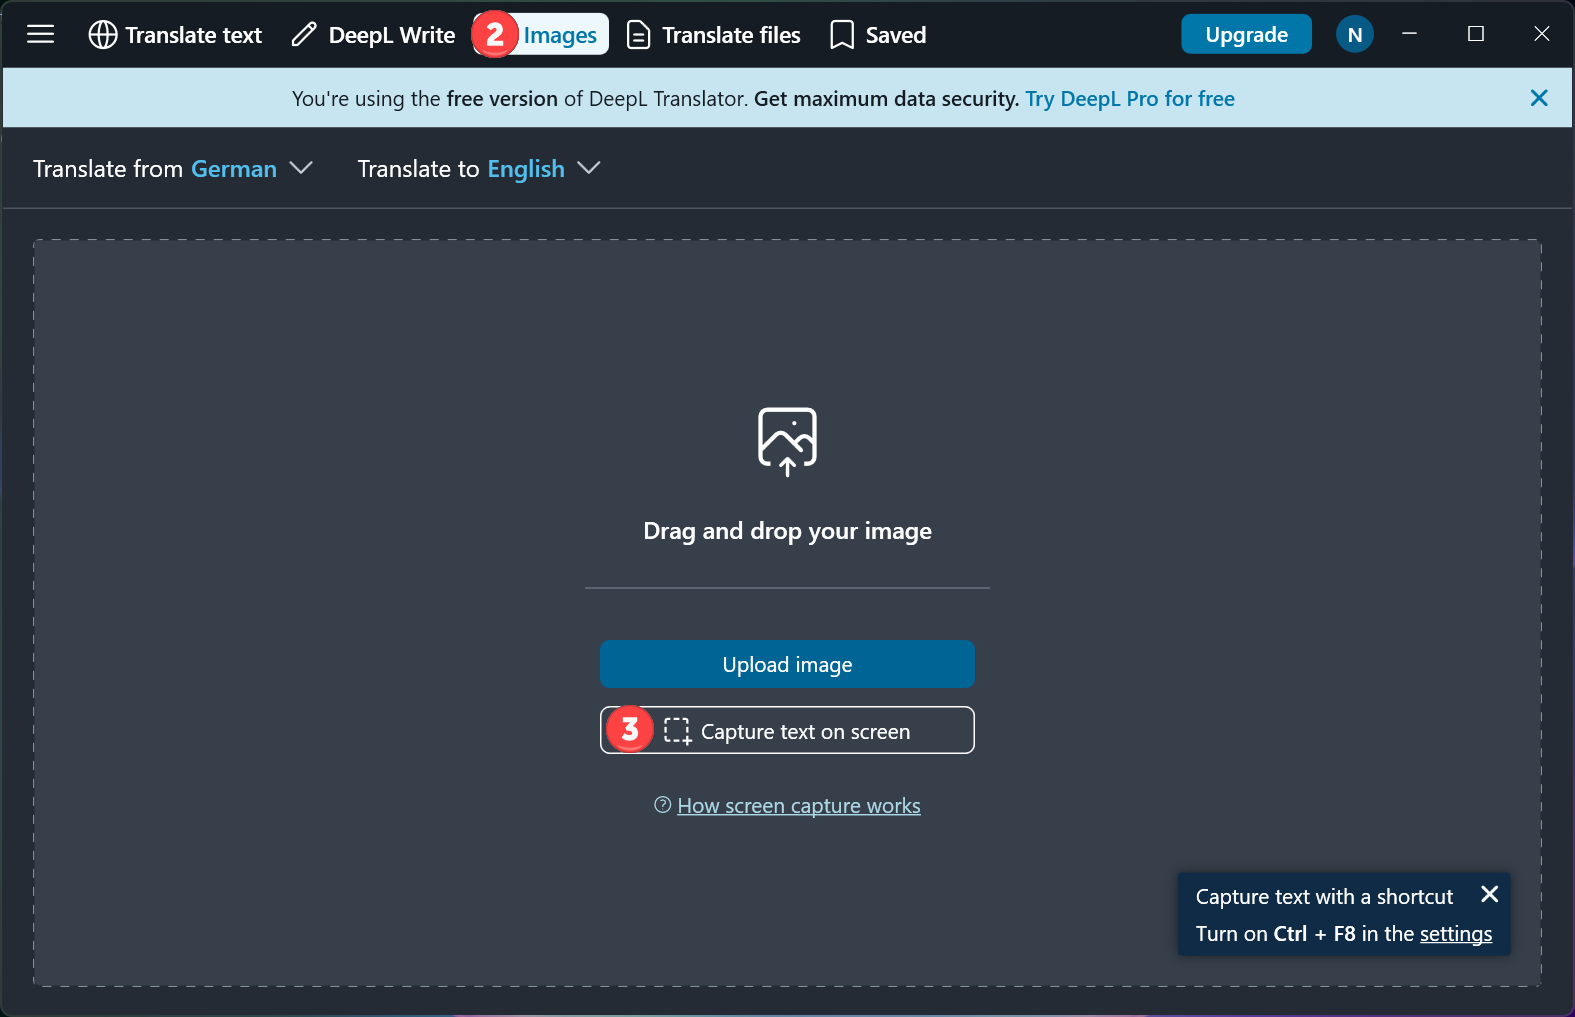 Translate text DeepL Write 2 Images Translate files Saved Upgrade N
You're using the free version of DeepL Translator. Get maximum data security. Try DeepL Pro for free
Translate from German Translate to English
Drag and drop your image
Upload image
3 Capture text on screen
? How screen capture works
Capture text with a shortcut
Turn on Ctrl + F8 in the settings